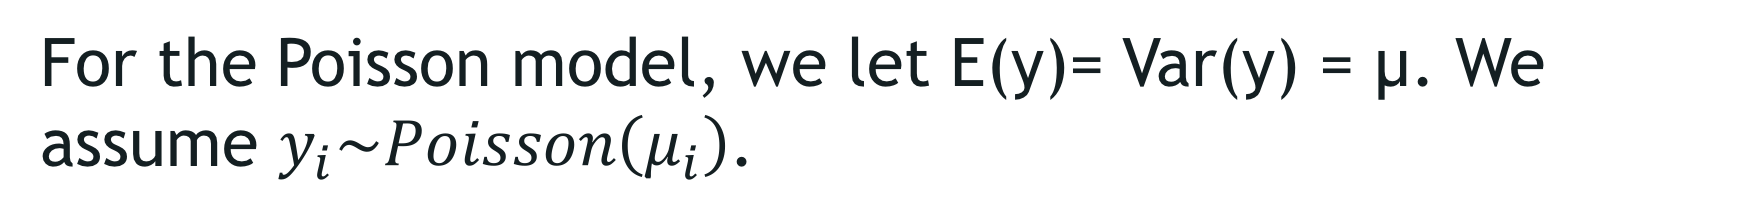 For the Poisson model, we let E(y)= Var(y) = μ. We
assume yᵢ~Poisson(μᵢ).